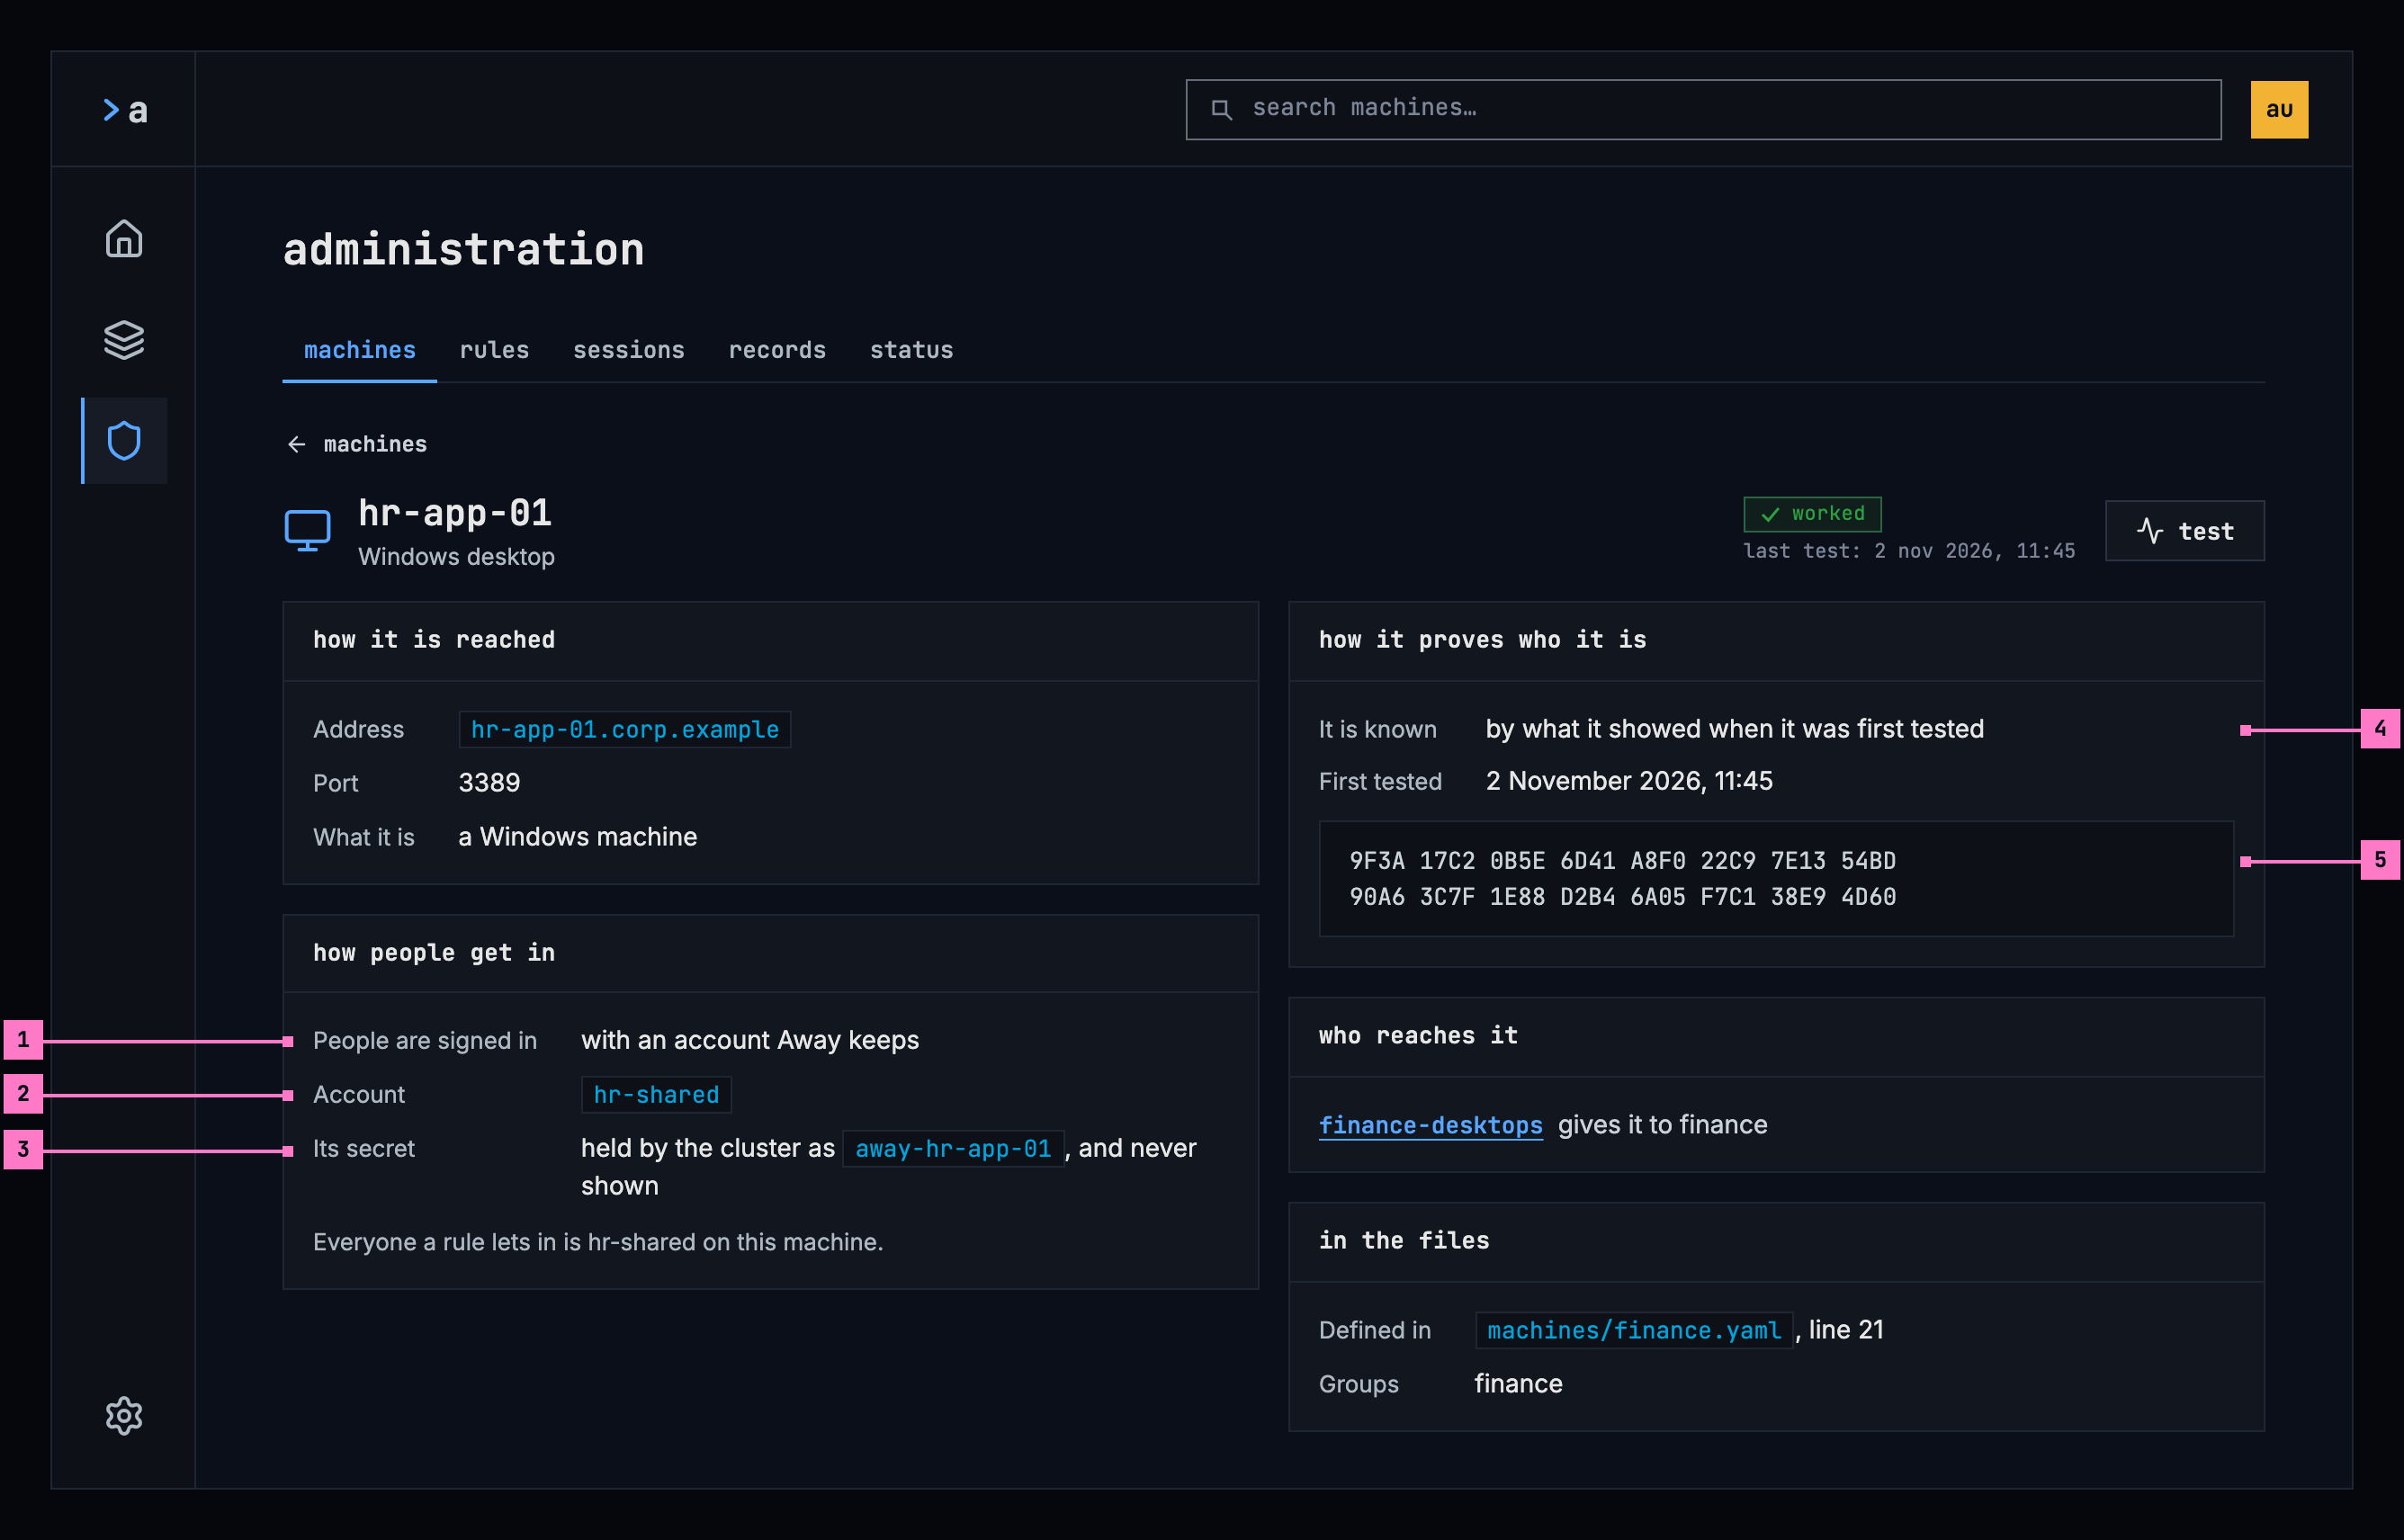 > a
search machines…
au
administration
machines
rules
sessions
records
status
← machines
hr-app-01
Windows desktop
worked
last test: 2 nov 2026, 11:45
test
how it is reached
Address hr-app-01.corp.example
Port 3389
What it is a Windows machine
how people get in
1 People are signed in with an account Away keeps
2 Account hr-shared
3 Its secret held by the cluster as away-hr-app-01, and never
shown
Everyone a rule lets in is hr-shared on this machine.
how it proves who it is
It is known by what it showed when it was first tested 4
First tested 2 November 2026, 11:45
9F3A 17C2 0B5E 6D41 A8F0 22C9 7E13 54BD 5
90A6 3C7F 1E88 D2B4 6A05 F7C1 38E9 4D60
who reaches it
finance-desktops gives it to finance
in the files
Defined in machines/finance.yaml, line 21
Groups finance